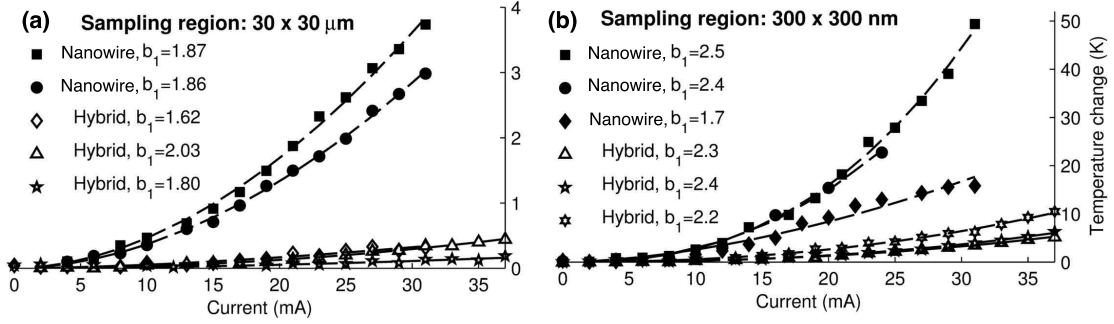 (a) Sampling region: 30 x 30 μm
Nanowire, b1=1.87
Nanowire, b1=1.86
Hybrid, b1=1.62
Hybrid, b1=2.03
Hybrid, b1=1.80
4
3
2
1
0
0 5 10 15 20 25 30 35
Current (mA)
(b) Sampling region: 300 x 300 nm
Nanowire, b1=2.5
Nanowire, b1=2.4
Nanowire, b1=1.7
Hybrid, b1=2.3
Hybrid, b1=2.4
Hybrid, b1=2.2
50
40
30
20
10
0
Temperature change (K)
0 5 10 15 20 25 30 35
Current (mA)